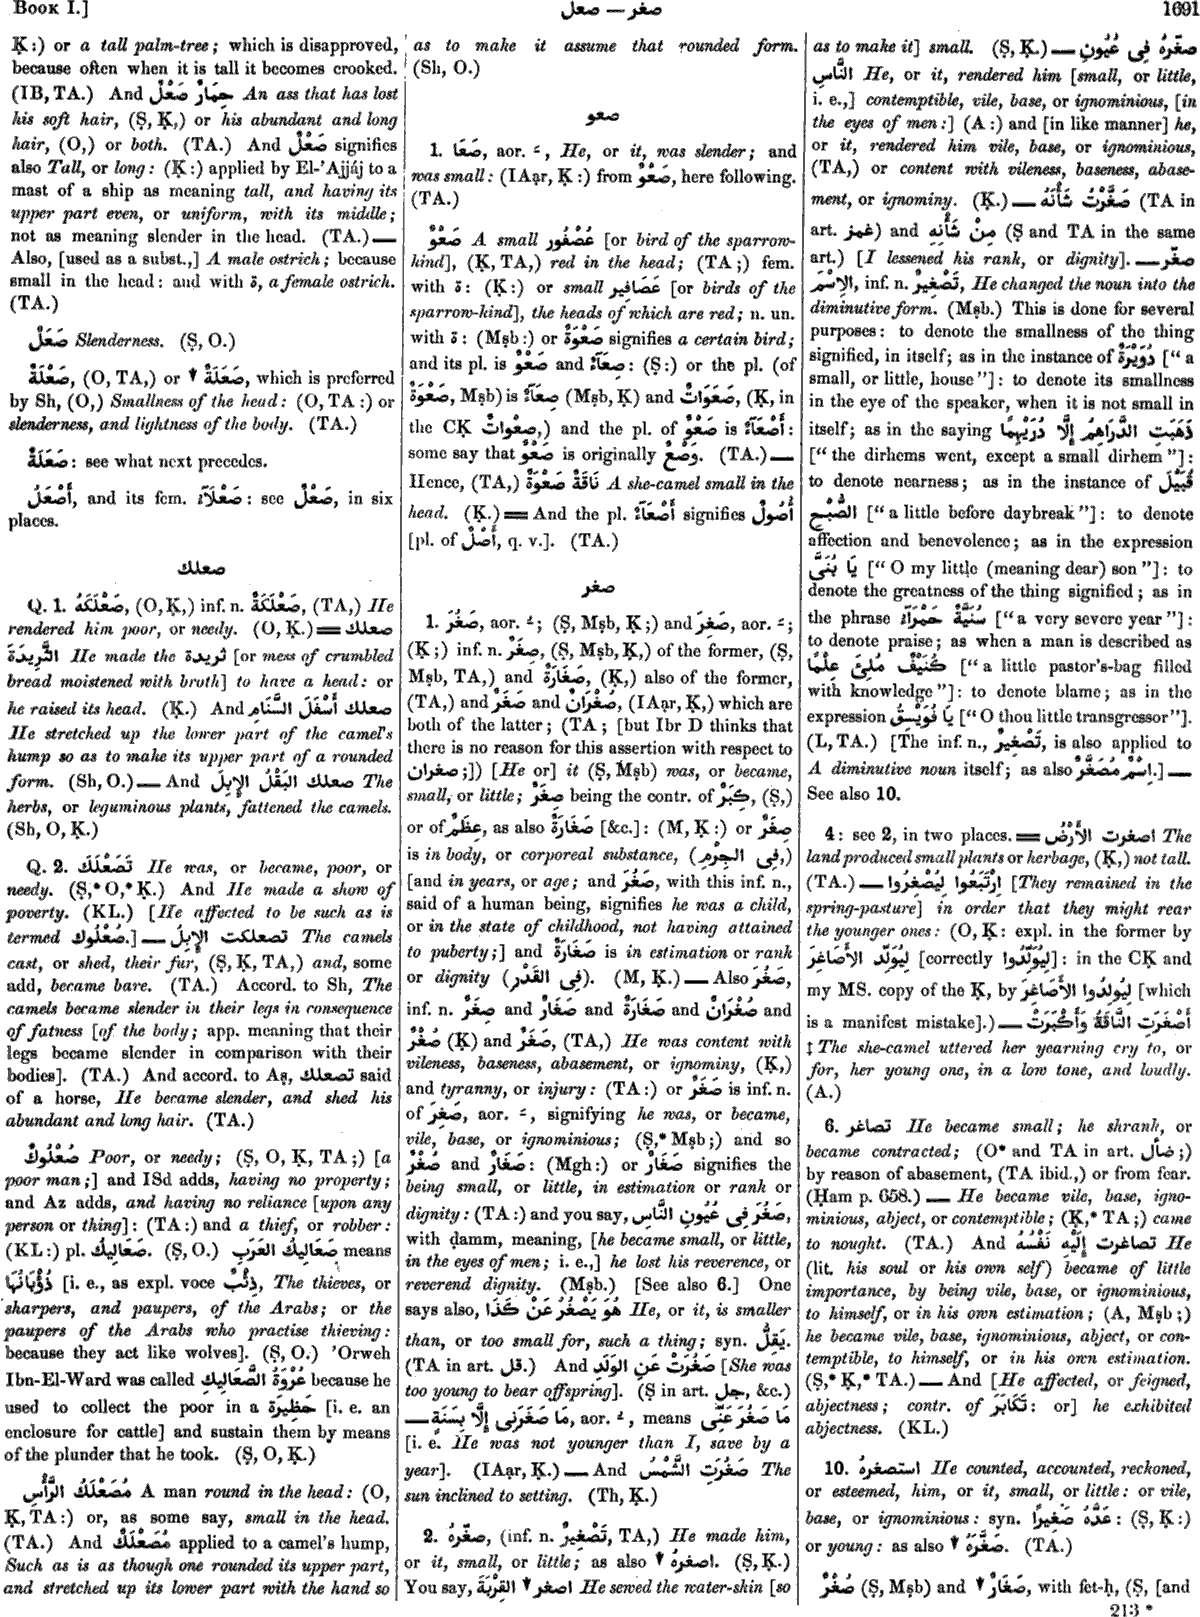 BOOK I.]
صعل — صغر
1691
Ḳ:) or a tall palm-tree; which is disapproved,
because often when it is tall it becomes crooked.
(IB, TA.) And حِمَارٌ صَعْلٌ An ass that has lost
his soft hair, (Ṣ, Ḳ,) or his abundant and long
hair, (O,) or both. (TA.) And صَعْلٌ signifies
also Tall, or long: (Ḳ:) applied by El-'Ajjáj to a
mast of a ship as meaning tall, and having its
upper part even, or uniform, with its middle;
not as meaning slender in the head. (TA.) —
Also, [used as a subst.,] A male ostrich; because
small in the head: and with ة, a female ostrich.
(TA.)
صَعَلٌ Slenderness. (Ṣ, O.)
صَعْلَةٌ, (O, TA,) or ▼ صَعَلَةٌ, which is preferred
by Sh, (O,) Smallness of the head: (O, TA:) or
slenderness, and lightness of the body. (TA.)
صَعَلَةٌ: see what next precedes.
أَصْعَلُ, and its fem. صَعْلَآءُ: see صَعْلٌ, in six
places.
صعلك
Q. 1. صَعْلَكَهُ, (O, Ḳ,) inf. n. صَعْلَكَةٌ, (TA,) He
rendered him poor, or needy. (O, Ḳ.) = صعلك
الثَّرِيدَةَ He made the ثريدة [or mess of crumbled
bread moistened with broth] to have a head: or
he raised its head. (Ḳ.) And صعلك أَسْفَلَ السَّنَامِ
He stretched up the lower part of the camel's
hump so as to make its upper part of a rounded
form. (Sh, O.) — And صعلك البَقْلُ الإِبِلَ The
herbs, or leguminous plants, fattened the camels.
(Sh, O, Ḳ.)
Q. 2. تَصَعْلَكَ He was, or became, poor, or
needy. (Ṣ,* O,* Ḳ.) And He made a show of
poverty. (KL.) [He affected to be such as is
termed صُعْلُوك.] — تصعلكت الإِبِلُ The camels
cast, or shed, their fur, (Ṣ, Ḳ, TA,) and, some
add, became bare. (TA.) Accord. to Sh, The
camels became slender in their legs in consequence
of fatness [of the body; app. meaning that their
legs became slender in comparison with their
bodies]. (TA.) And accord. to Aṣ, تصعلك said
of a horse, He became slender, and shed his
abundant and long hair. (TA.)
صُعْلُوكٌ Poor, or needy; (Ṣ, O, Ḳ, TA;) [a
poor man;] and ISd adds, having no property;
and Az adds, and having no reliance [upon any
person or thing]: (TA:) and a thief, or robber:
(KL:) pl. صَعَالِيكُ. (Ṣ, O.) صَعَالِيكُ العَرَبِ means
ذُؤْبَانُهَا [i. e., as expl. voce ذِئْبٌ, The thieves, or
sharpers, and paupers, of the Arabs; or the
paupers of the Arabs who practise thieving:
because they act like wolves]. (Ṣ, O.) 'Orweh
Ibn-El-Ward was called عُرْوَةُ الصَّعَالِيكِ because he
used to collect the poor in a حَظِيرَة [i. e. an
enclosure for cattle] and sustain them by means
of the plunder that he took. (Ṣ, O, Ḳ.)
مُصَعْلَكُ الرَّأْسِ A man round in the head: (O,
Ḳ, TA:) or, as some say, small in the head.
(TA.) And مُصَعْلَكٌ applied to a camel's hump,
Such as is as though one rounded its upper part,
and stretched up its lower part with the hand so
as to make it assume that rounded form.
(Sh, O.)
صعو
1. صَعَا, aor. ـُ, He, or it, was slender; and
was small: (IAạr, Ḳ:) from صَعْوٌ, here following.
(TA.)
صَعْوٌ A small عُصْفُور [or bird of the sparrow-
kind], (Ḳ, TA,) red in the head; (TA;) fem.
with ة: (Ḳ:) or small عَصَافِير [or birds of the
sparrow-kind], the heads of which are red; n. un.
with ة: (Mṣb:) or صَعْوَةٌ signifies a certain bird;
and its pl. is صَعْوٌ and صِعَآءٌ: (Ṣ:) or the pl. (of
صَعْوَةٌ, Mṣb) is صِعَآءٌ (Mṣb, Ḳ) and صَعَوَاتٌ, (Ḳ, in
the CḲ صعْوات,) and the pl. of صَعْوٌ is أَصْعَآءٌ:
some say that صَعْوٌ is originally وَصْعٌ. (TA.) —
Hence, (TA,) نَاقَةٌ صَعْوَةٌ A she-camel small in the
head. (Ḳ.) = And the pl. أَصْعَآءٌ signifies أُصُولٌ
[pl. of أَصْلٌ, q. v.]. (TA.)
صغر
1. صَغُرَ, aor. ـُ; (Ṣ, Mṣb, Ḳ;) and صَغِرَ, aor. ـَ;
(Ḳ;) inf. n. صِغَرٌ, (Ṣ, Mṣb, Ḳ,) of the former, (Ṣ,
Mṣb, TA,) and صَغَارَةٌ, (Ḳ,) also of the former,
(TA,) and صَغَرٌ and صُغْرَانٌ, (IAạr, Ḳ,) which are
both of the latter; (TA; [but Ibr D thinks that
there is no reason for this assertion with respect to
صغران;]) [He or] it (Ṣ, Mṣb) was, or became,
small, or little; صِغَرٌ being the contr. of كِبَرٌ, (Ṣ,)
or of عِظَمٌ, as also صَغَارَةٌ [&c.]: (M, Ḳ:) or صِغَرٌ
is in body, or corporeal substance, (فِى الجِرْمِ,)
[and in years, or age; and صَغُرَ, with this inf. n.,
said of a human being, signifies he was a child,
or in the state of childhood, not having attained
to puberty;] and صَغَارَةٌ is in estimation or rank
or dignity (فِى القَدْرِ). (M, Ḳ.) — Also صَغُرَ,
inf. n. صِغَرٌ and صَغَارٌ and صَغَارَةٌ and صُغْرَانٌ and
صُغْرٌ (Ḳ) and صَغَرٌ, (TA,) He was content with
vileness, baseness, abasement, or ignominy, (Ḳ,)
and tyranny, or injury: (TA:) or صَغَرٌ is inf. n.
of صَغِرَ, aor. ـَ, signifying he was, or became,
vile, base, or ignominious; (Ṣ,* Mṣb;) and so
صُغْرٌ and صَغَارٌ: (Mgh:) or صَغَارٌ signifies the
being small, or little, in estimation or rank or
dignity: (TA:) and you say, صَغُرَ فِى عُيُونِ النَّاسِ,
with ḍamm, meaning, [he became small, or little,
in the eyes of men; i. e.,] he lost his reverence, or
reverend dignity. (Mṣb.) [See also 6.] One
says also, هُوَ يَصْغُرُ عَنْ كَذَا He, or it, is smaller
than, or too small for, such a thing; syn. يَقِلُّ.
(TA in art. قل.) And صَغُرَتْ عَنِ الوَلَدِ [She was
too young to bear offspring]. (Ṣ in art. جل, &c.)
— مَا صَغَرَنِى إِلَّا بِسَنَةٍ, aor. ـُ, means مَا صَغُرَ عَنِّى
[i. e. He was not younger than I, save by a
year]. (IAạr, Ḳ.) — And صَغُرَتِ الشَّمْسُ The
sun inclined to setting. (Th, Ḳ.)
2. صغّرهُ, (inf. n. تَصْغِيرٌ, TA,) He made him,
or it, small, or little; as also ▼ اصغرهُ. (Ṣ, Ḳ.)
You say, اصغر ▼ القِرْبَةَ He sewed the water-skin [so
as to make it] small. (Ṣ, Ḳ.) — صغّرهُ فِى عُيُونِ
النَّاسِ He, or it, rendered him [small, or little,
i. e.,] contemptible, vile, base, or ignominious, [in
the eyes of men:] (A:) and [in like manner] he,
or it, rendered him vile, base, or ignominious,
(TA,) or content with vileness, baseness, abase-
ment, or ignominy. (Ḳ.) — صَغَّرْتُ شَأْنَهُ (TA in
art. غمز) and مِنْ شَأْنِهِ (Ṣ and TA in the same
art.) [I lessened his rank, or dignity]. — صغّر
الاِسْمَ, inf. n. تَصْغِيرٌ, He changed the noun into the
diminutive form. (Mṣb.) This is done for several
purposes: to denote the smallness of the thing
signified, in itself; as in the instance of دُوَيْرَةٌ ["a
small, or little, house"]: to denote its smallness
in the eye of the speaker, when it is not small in
itself; as in the saying ذَهَبَتِ الدَّرَاهِمُ إِلَّا دُرَيْهِمًا
["the dirhems went, except a small dirhem"]:
to denote nearness; as in the instance of قُبَيْلَ
الصُّبْحِ ["a little before daybreak"]: to denote
affection and benevolence; as in the expression
يَا بُنَىَّ ["O my little (meaning dear) son"]: to
denote the greatness of the thing signified; as in
the phrase سُنَيَّةٌ حَمْرَآءُ ["a very severe year"]:
to denote praise; as when a man is described as
كُنَيْفٌ مُلِئَ عِلْمًا ["a little pastor's-bag filled
with knowledge"]: to denote blame; as in the
expression يَا فُوَيْسِقُ ["O thou little transgressor"].
(L, TA.) [The inf. n., تَصْغِيرٌ, is also applied to
A diminutive noun itself; as also اِسْمٌ مُصَغَّرٌ.] —
See also 10.
4: see 2, in two places. = اصغرت الأَرْضُ The
land produced small plants or herbage, (Ḳ,) not tall.
(TA.) — اِرْتَبَعُوا لِيُصْغِرُوا [They remained in the
spring-pasture] in order that they might rear
the younger ones: (O, Ḳ: expl. in the former by
لِيُوَلِّد الأَصَاغِرَ [correctly لِيُوَلِّدُوا]: in the CḲ and
my MS. copy of the Ḳ, by لِيُولِدُوا الأَصَاغِرَ [which
is a manifest mistake].) — أَصْغَرَتِ النَّاقَةُ وَأَكْبَرَتْ
‡ The she-camel uttered her yearning cry to, or
for, her young one, in a low tone, and loudly.
(A.)
6. تصاغر He became small; he shrank, or
became contracted; (O* and TA in art. ضأل;)
by reason of abasement, (TA ibid.,) or from fear.
(Ḥam p. 658.) — He became vile, base, igno-
minious, abject, or contemptible; (Ḳ,* TA;) came
to nought. (TA.) And تصاغرت إِلَيْهِ نَفْسُهُ He
(lit. his soul or his own self) became of little
importance, by being vile, base, or ignominious,
to himself, or in his own estimation; (A, Mṣb;)
he became vile, base, ignominious, abject, or con-
temptible, to himself, or in his own estimation.
(Ṣ,* Ḳ,* TA.) — And [He affected, or feigned,
abjectness; contr. of تَكَابَرَ: or] he exhibited
abjectness. (KL.)
10. استصغرهُ He counted, accounted, reckoned,
or esteemed, him, or it, small, or little: or vile,
base, or ignominious: syn. عَدَّهُ صَغِيرًا: (Ṣ, Ḳ:)
or young: as also ▼ صَغَّرَهُ. (TA.)
صُغْرٌ (Ṣ, Mṣb) and ▼ صَغَارٌ, with fet-ḥ, (Ṣ, [and
213 *